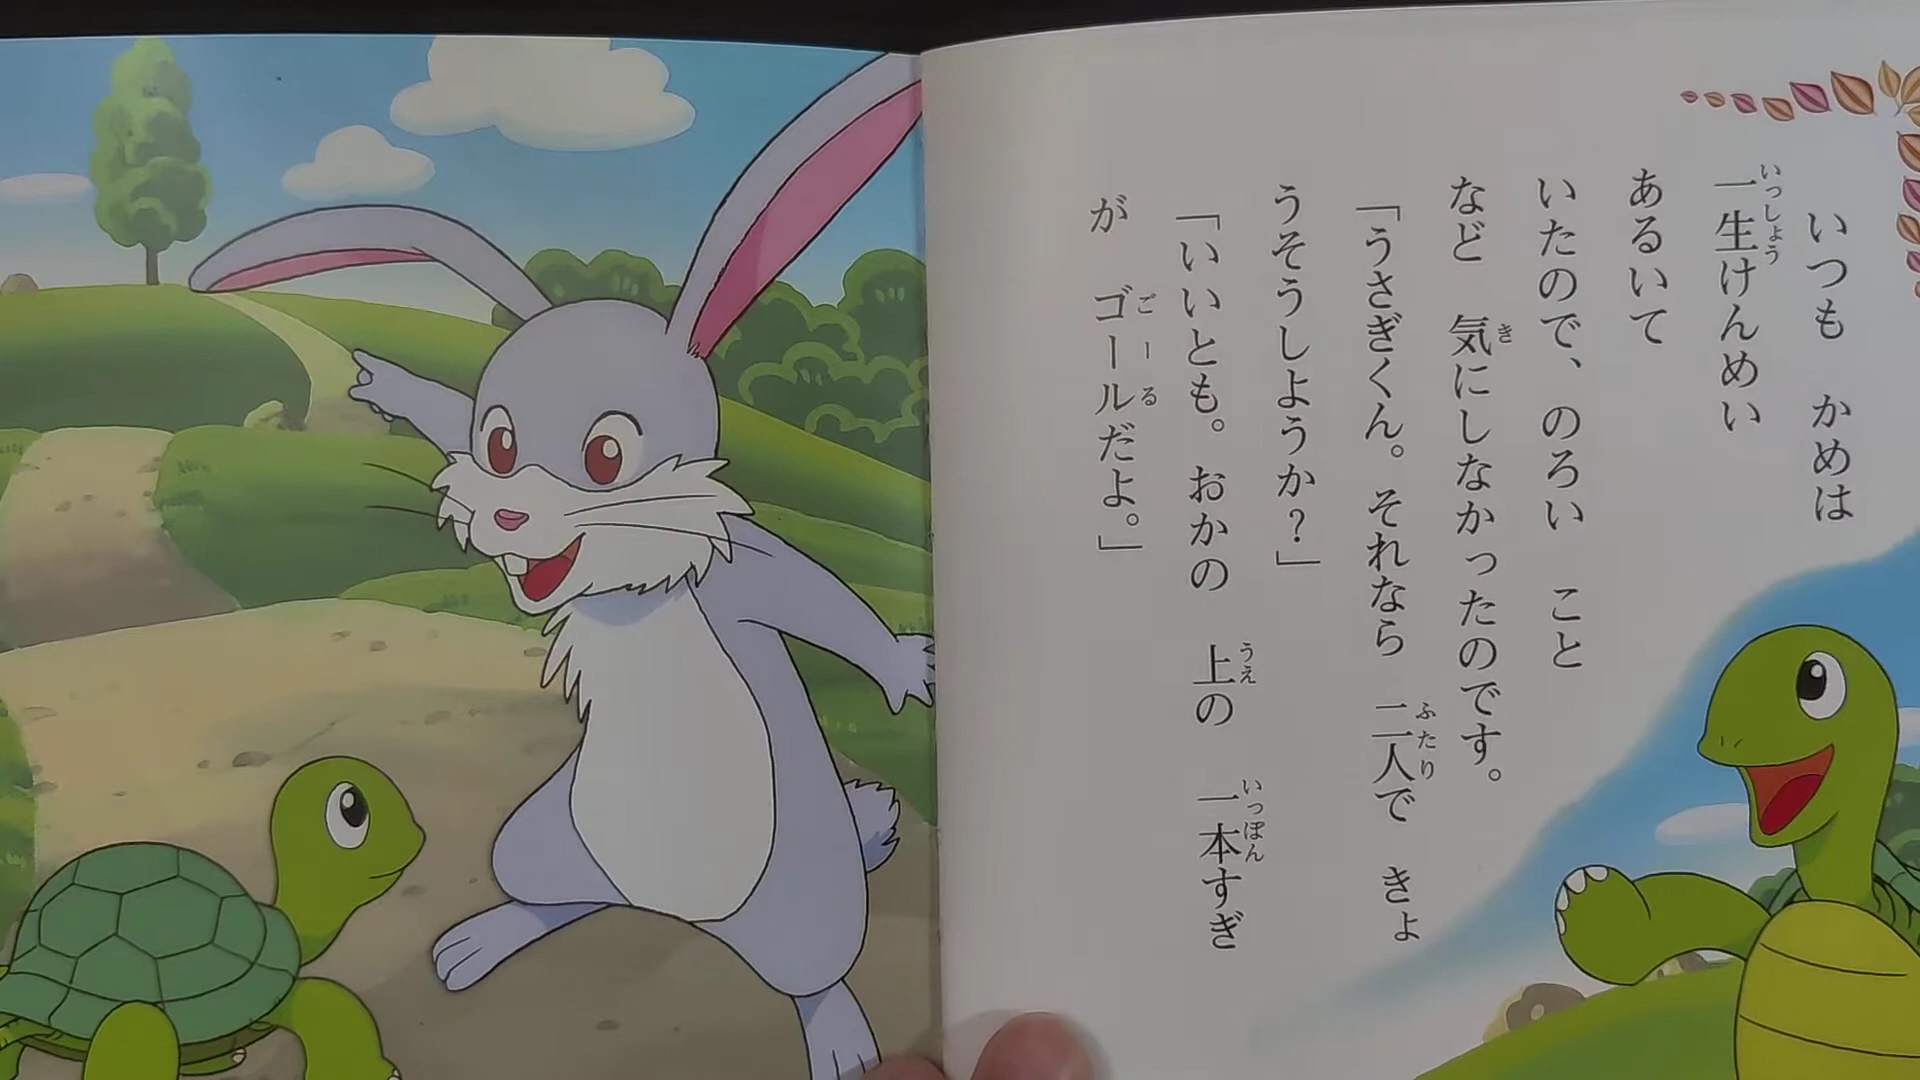 いつも かめは
一生けんめい
あるいて
いたので、のろい こと
など 気にしなかったのです。
「うさぎくん。それなら 二人で きょ
うそうしようか？」
「いいとも。おかの 上の 一本すぎ
が ゴールだよ。」